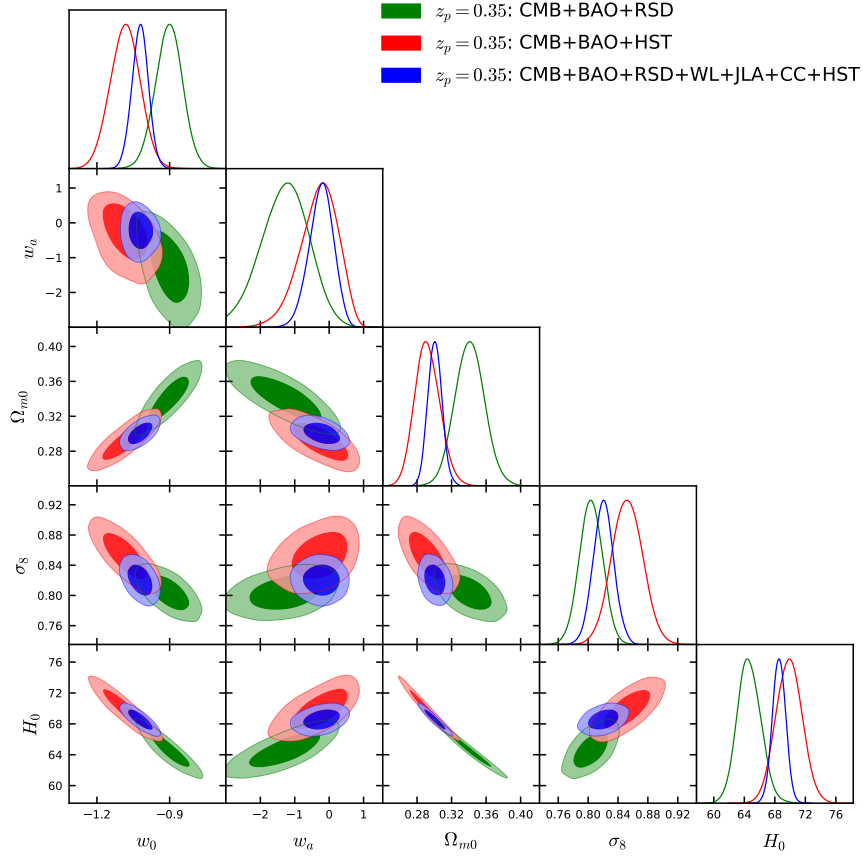 z_p = 0.35: CMB+BAO+RSD
z_p = 0.35: CMB+BAO+HST
z_p = 0.35: CMB+BAO+RSD+WL+JLA+CC+HST
1
0
−1
−2
w_a
0.40
0.36
0.32
0.28
Ω_{m0}
0.92
0.88
0.84
0.80
0.76
σ_8
76
72
68
64
60
H_0
−1.2 −0.9
−2 −1 0 1
0.28 0.32 0.36 0.40
0.76 0.80 0.84 0.88 0.92
60 64 68 72 76
w_0 w_a Ω_{m0} σ_8 H_0